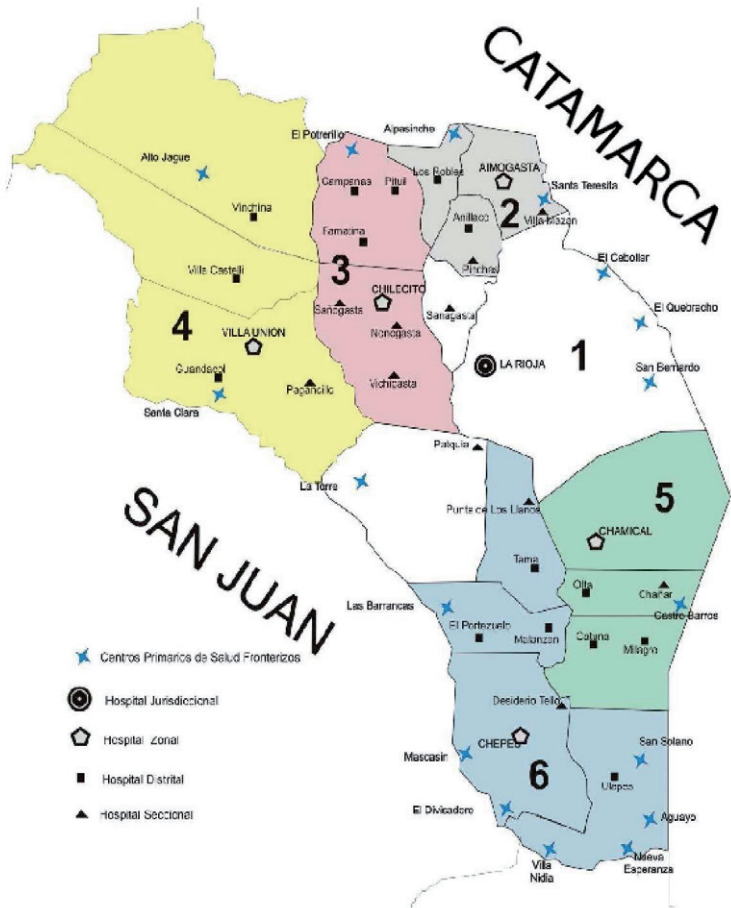 CATAMARCA
Alpasinche
El Potrerillo
Alto Jague
Los Robles
AIMOGASTA
Campanas
Pituil
Santa Teresita
2
Vinchina
Anillaco
Villa Mazan
Famatina
3
Pinchas
El Cebollar
Villa Castelli
CHILECITO
Sañogasta
Sanagasta
El Quebracho
4
VILLA UNION
Nonogasta
1
LA RIOJA
San Bernardo
Guandacol
Pagancillo
Vichigasta
Santa Clara
Patquia
La Torre
5
Punta de Los Llanos
SAN JUAN
CHAMICAL
Tama
Olta
Chañar
Las Barrancas
Castro Barros
El Portezuelo
Malanzan
Catuna
Milagro
Centros Primarios de Salud Fronterizos
Hospital Jurisdiccional
Desiderio Tello
Hospital Zonal
CHEPES
San Solano
Mascasin
6
Hospital Distrital
Ulapes
El Divisadero
Hospital Seccional
Aguayo
Villa
Nidia
Nueva
Esperanza